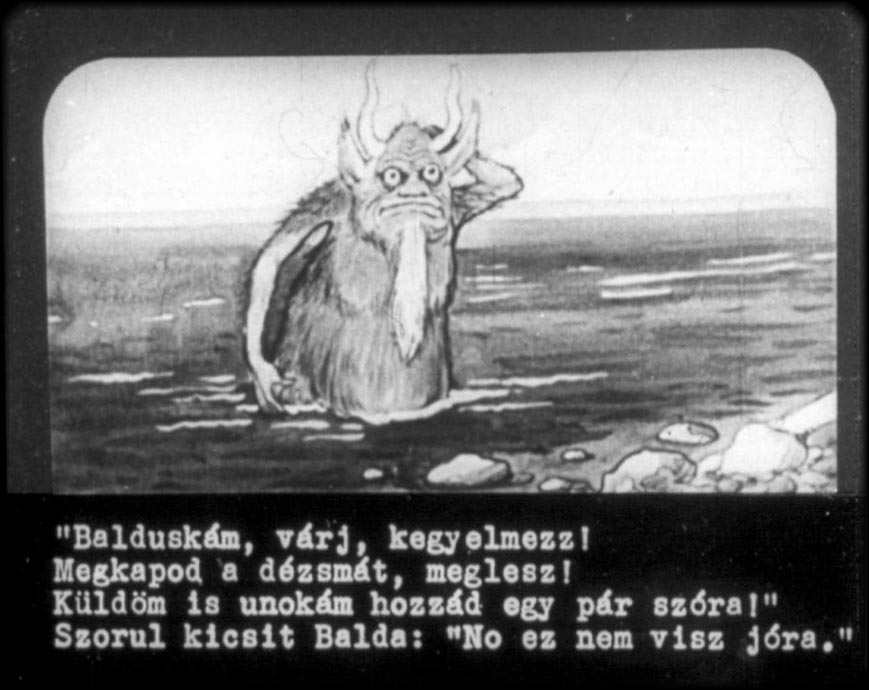 "Balduskám, várj, kegyelmezz!
Megkapod a dézsmát, meglesz!
Küldöm is unokám hozzád egy pár szóra!"
Szorul kicsit Balda: "No ez nem visz jóra."